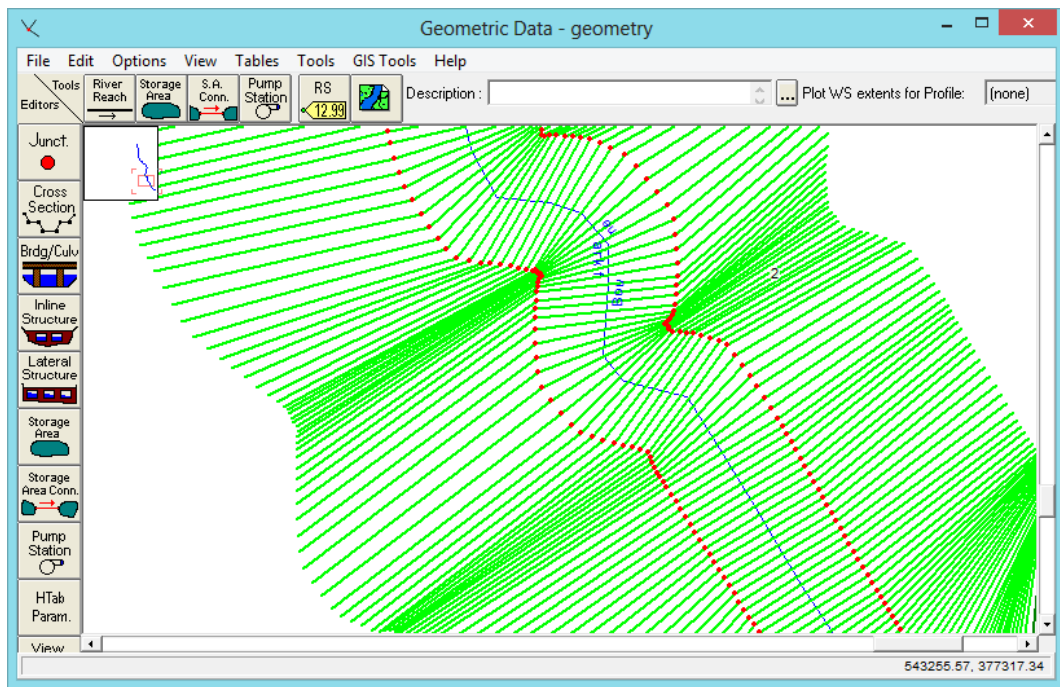 Geometric Data - geometry
File Edit Options View Tables Tools GIS Tools Help
Tools
Editors
River Reach
Storage Area
S.A. Conn.
Pump Station
RS
12.99
Description :
...
Plot WS extents for Profile:
(none)
Junct.
Cross Section
Brdg/Culv
Inline Structure
Lateral Structure
Storage Area
Storage Area Conn.
Pump Station
HTab Param.
View
2
543255.57, 377317.34